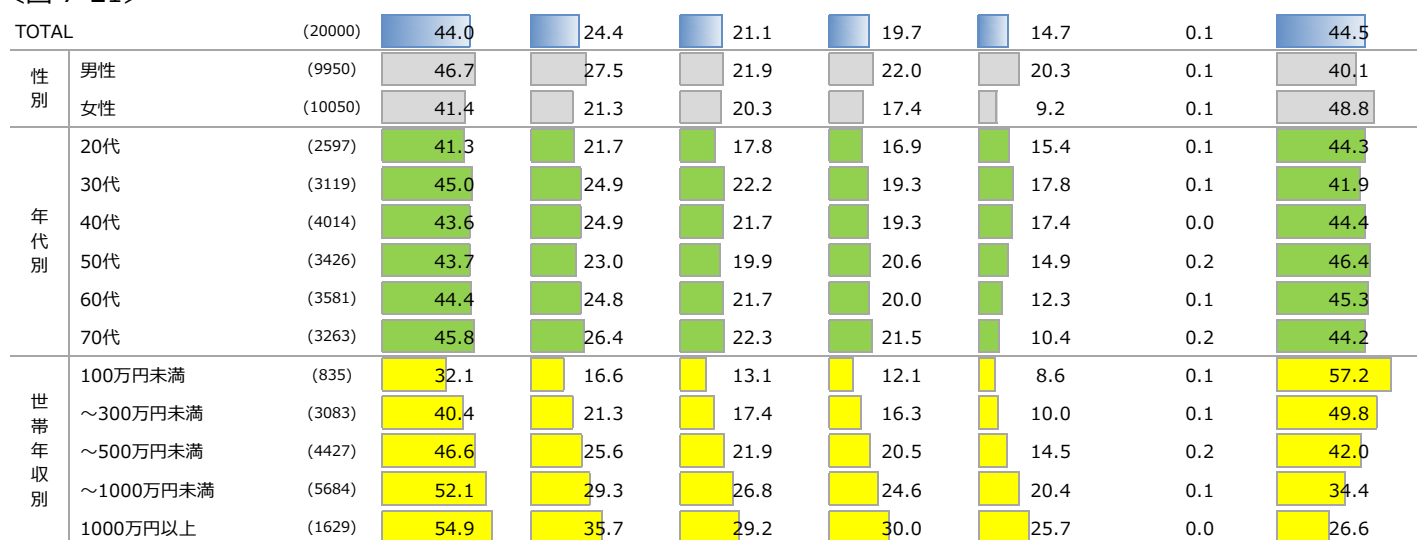 TOTAL (20000) 44.0 24.4 21.1 19.7 14.7 0.1 44.5
性別
男性 (9950) 46.7 27.5 21.9 22.0 20.3 0.1 40.1
女性 (10050) 41.4 21.3 20.3 17.4 9.2 0.1 48.8
年代別
20代 (2597) 41.3 21.7 17.8 16.9 15.4 0.1 44.3
30代 (3119) 45.0 24.9 22.2 19.3 17.8 0.1 41.9
40代 (4014) 43.6 24.9 21.7 19.3 17.4 0.0 44.4
50代 (3426) 43.7 23.0 19.9 20.6 14.9 0.2 46.4
60代 (3581) 44.4 24.8 21.7 20.0 12.3 0.1 45.3
70代 (3263) 45.8 26.4 22.3 21.5 10.4 0.2 44.2
世帯年収別
100万円未満 (835) 32.1 16.6 13.1 12.1 8.6 0.1 57.2
～300万円未満 (3083) 40.4 21.3 17.4 16.3 10.0 0.1 49.8
～500万円未満 (4427) 46.6 25.6 21.9 20.5 14.5 0.2 42.0
～1000万円未満 (5684) 52.1 29.3 26.8 24.6 20.4 0.1 34.4
1000万円以上 (1629) 54.9 35.7 29.2 30.0 25.7 0.0 26.6